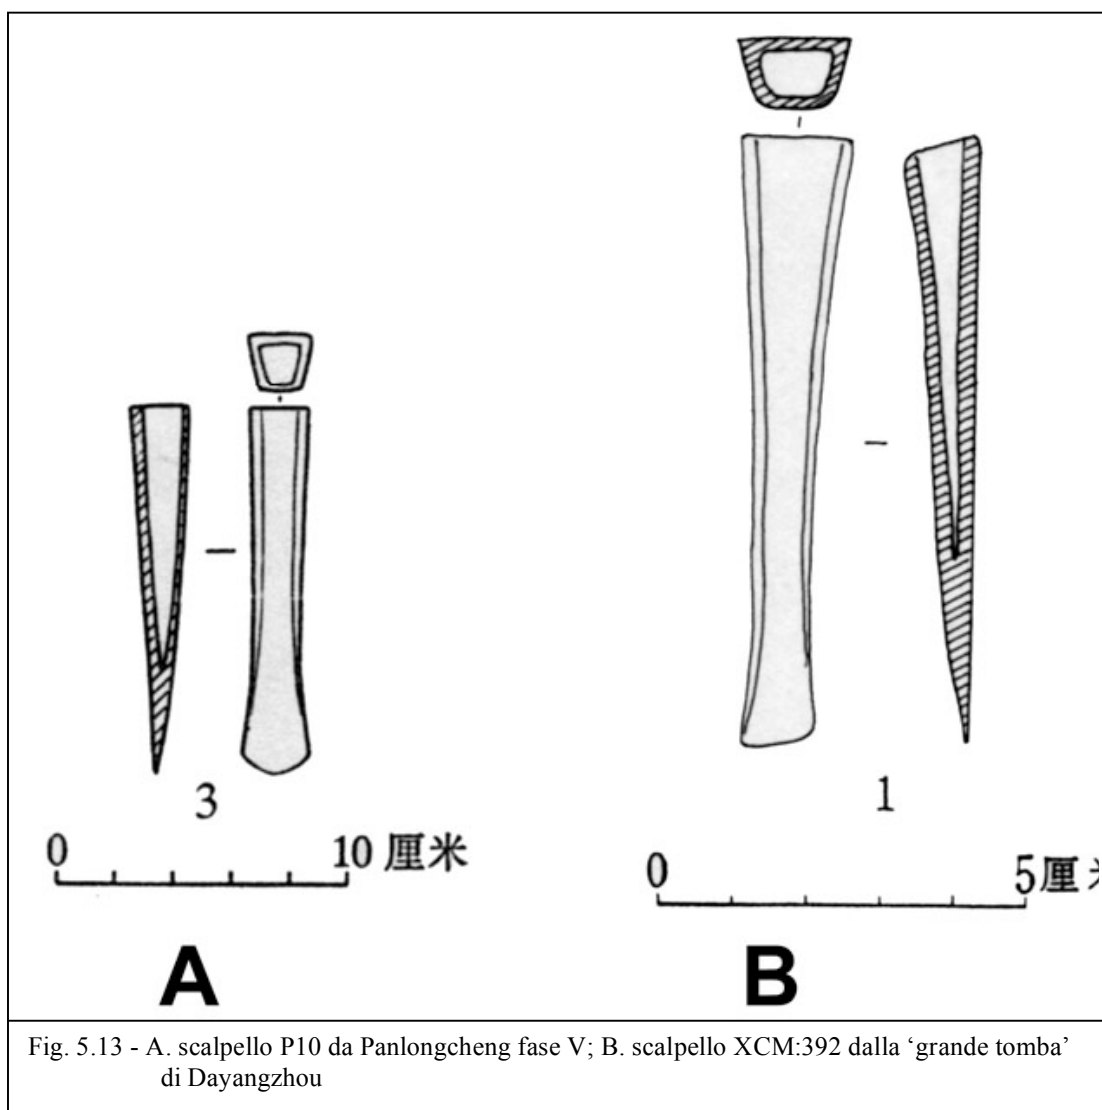 3
0 10 厘米
A
1
0 5厘
B
Fig. 5.13 - A. scalpello P10 da Panlongcheng fase V; B. scalpello XCM:392 dalla ‘grande tomba’
di Dayangzhou